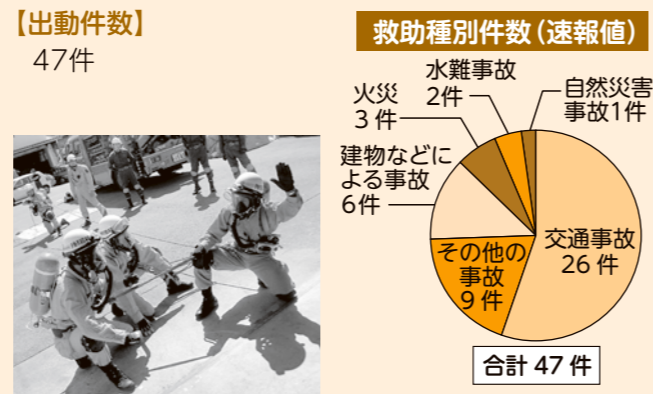 【出動件数】
47件
救助種別件数（速報値）
水難事故
2件
自然災害
事故1件
火災
3件
建物などに
よる事故
6件
交通事故
26件
その他の
事故
9件
合計 47 件